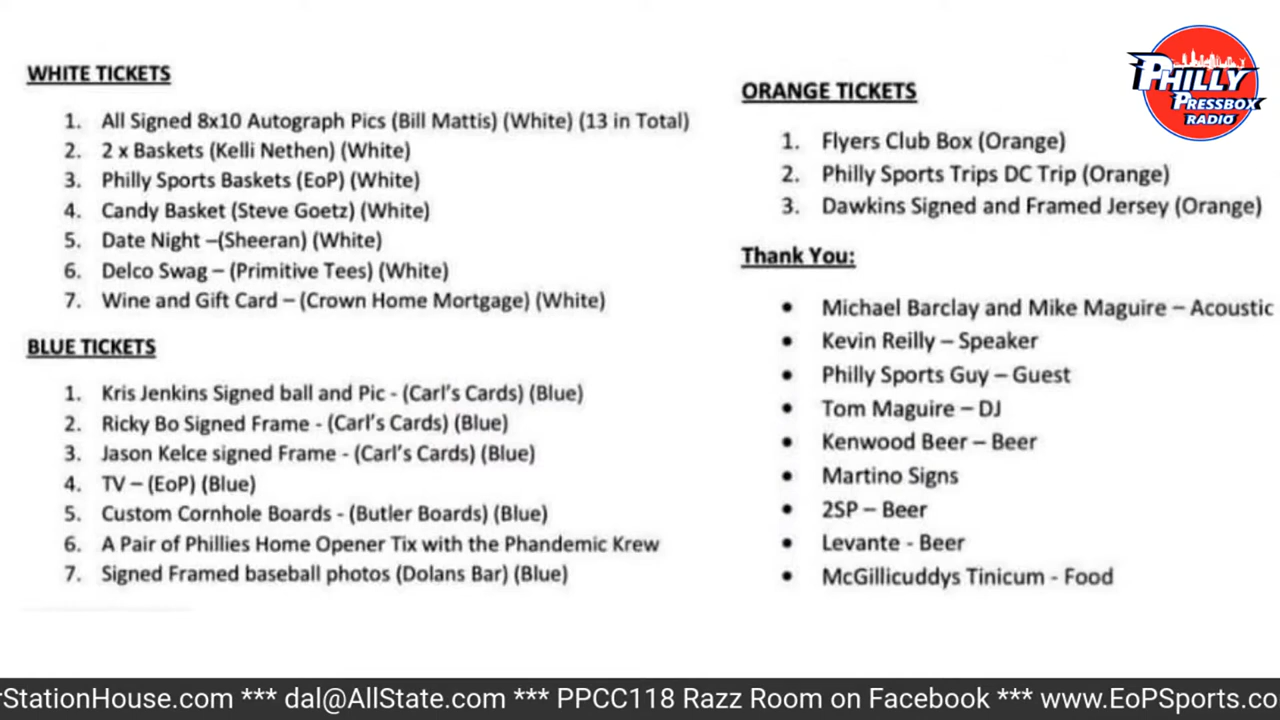 WHITE TICKETS
1. All Signed 8x10 Autograph Pics (Bill Mattis) (White) (13 in Total)
2. 2 x Baskets (Kelli Nethen) (White)
3. Philly Sports Baskets (EoP) (White)
4. Candy Basket (Steve Goetz) (White)
5. Date Night –(Sheeran) (White)
6. Delco Swag – (Primitive Tees) (White)
7. Wine and Gift Card – (Crown Home Mortgage) (White)
BLUE TICKETS
1. Kris Jenkins Signed ball and Pic - (Carl's Cards) (Blue)
2. Ricky Bo Signed Frame - (Carl's Cards) (Blue)
3. Jason Kelce signed Frame - (Carl's Cards) (Blue)
4. TV – (EoP) (Blue)
5. Custom Cornhole Boards - (Butler Boards) (Blue)
6. A Pair of Phillies Home Opener Tix with the Phandemic Krew
7. Signed Framed baseball photos (Dolans Bar) (Blue)
ORANGE TICKETS
1. Flyers Club Box (Orange)
2. Philly Sports Trips DC Trip (Orange)
3. Dawkins Signed and Framed Jersey (Orange)
Thank You:
• Michael Barclay and Mike Maguire – Acoustic
• Kevin Reilly – Speaker
• Philly Sports Guy – Guest
• Tom Maguire – DJ
• Kenwood Beer – Beer
• Martino Signs
• 2SP – Beer
• Levante - Beer
• McGillicuddys Tinicum - Food
PHILLY
PRESSBOX
RADIO
rStationHouse.com *** dal@AllState.com *** PPCC118 Razz Room on Facebook *** www.EoPSports.co